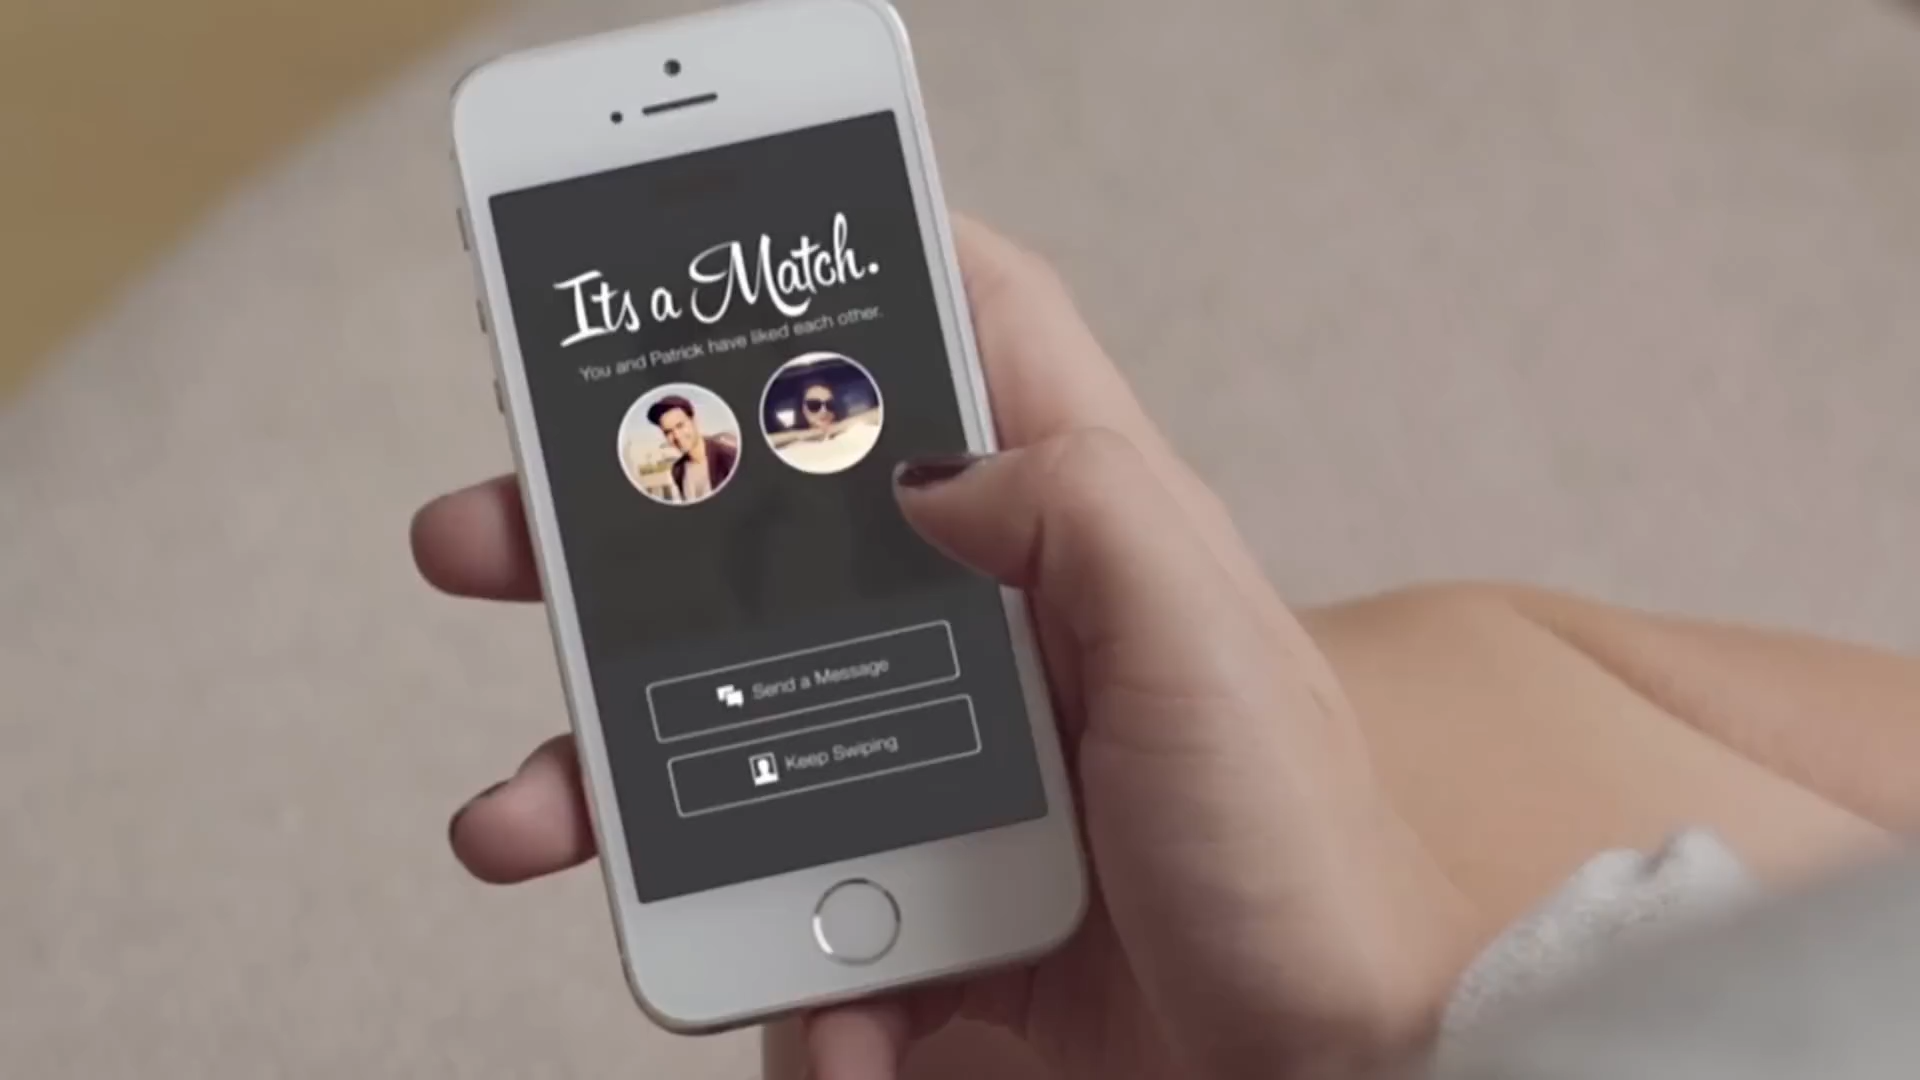 Its a Match.
You and Patrick have liked each other.
Send a Message
Keep Swiping